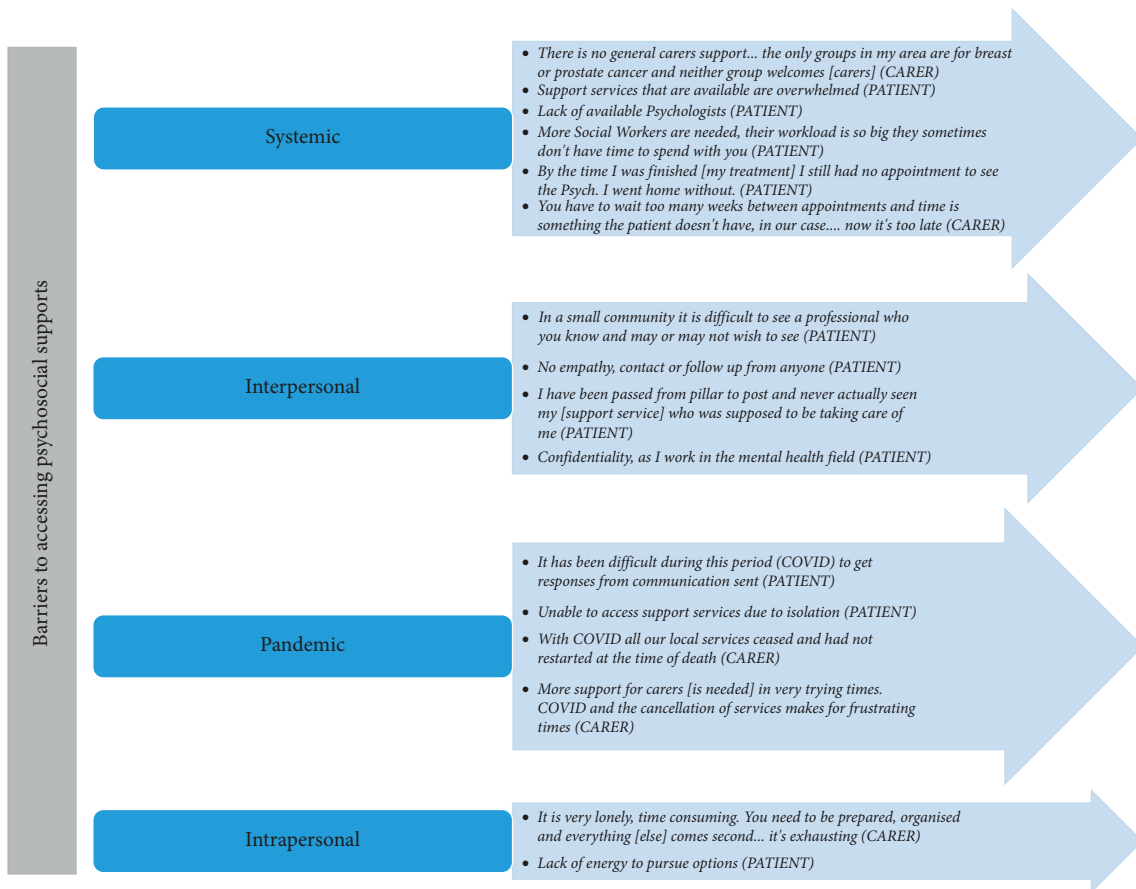 Barriers to accessing psychosocial supports
Systemic
• There is no general carers support... the only groups in my area are for breast
or prostate cancer and neither group welcomes [carers] (CARER)
• Support services that are available are overwhelmed (PATIENT)
• Lack of available Psychologists (PATIENT)
• More Social Workers are needed, their workload is so big they sometimes
don't have time to spend with you (PATIENT)
• By the time I was finished [my treatment] I still had no appointment to see
the Psych. I went home without. (PATIENT)
• You have to wait too many weeks between appointments and time is
something the patient doesn't have, in our case.... now it's too late (CARER)
Interpersonal
• In a small community it is difficult to see a professional who
you know and may or may not wish to see (PATIENT)
• No empathy, contact or follow up from anyone (PATIENT)
• I have been passed from pillar to post and never actually seen
my [support service] who was supposed to be taking care of
me (PATIENT)
• Confidentiality, as I work in the mental health field (PATIENT)
Pandemic
• It has been difficult during this period (COVID) to get
responses from communication sent (PATIENT)
• Unable to access support services due to isolation (PATIENT)
• With COVID all our local services ceased and had not
restarted at the time of death (CARER)
• More support for carers [is needed] in very trying times.
COVID and the cancellation of services makes for frustrating
times (CARER)
Intrapersonal
• It is very lonely, time consuming. You need to be prepared, organised
and everything [else] comes second... it's exhausting (CARER)
• Lack of energy to pursue options (PATIENT)